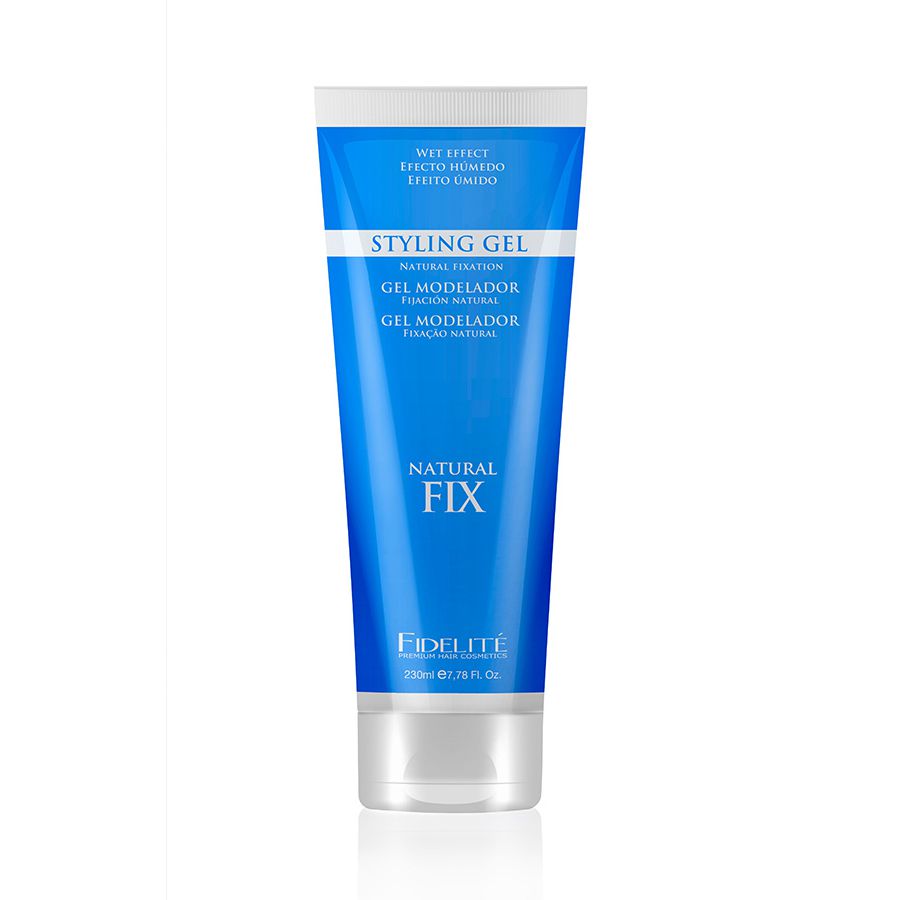 WET EFFECT
EFECTO HÚMEDO
EFEITO ÚMIDO
STYLING GEL
NATURAL FIXATION
GEL MODELADOR
FIJACIÓN NATURAL
GEL MODELADOR
FIXAÇÃO NATURAL
NATURAL
FIX
FIDELITÉ
PREMIUM HAIR COSMETICS
230ml e7,78 Fl. Oz.